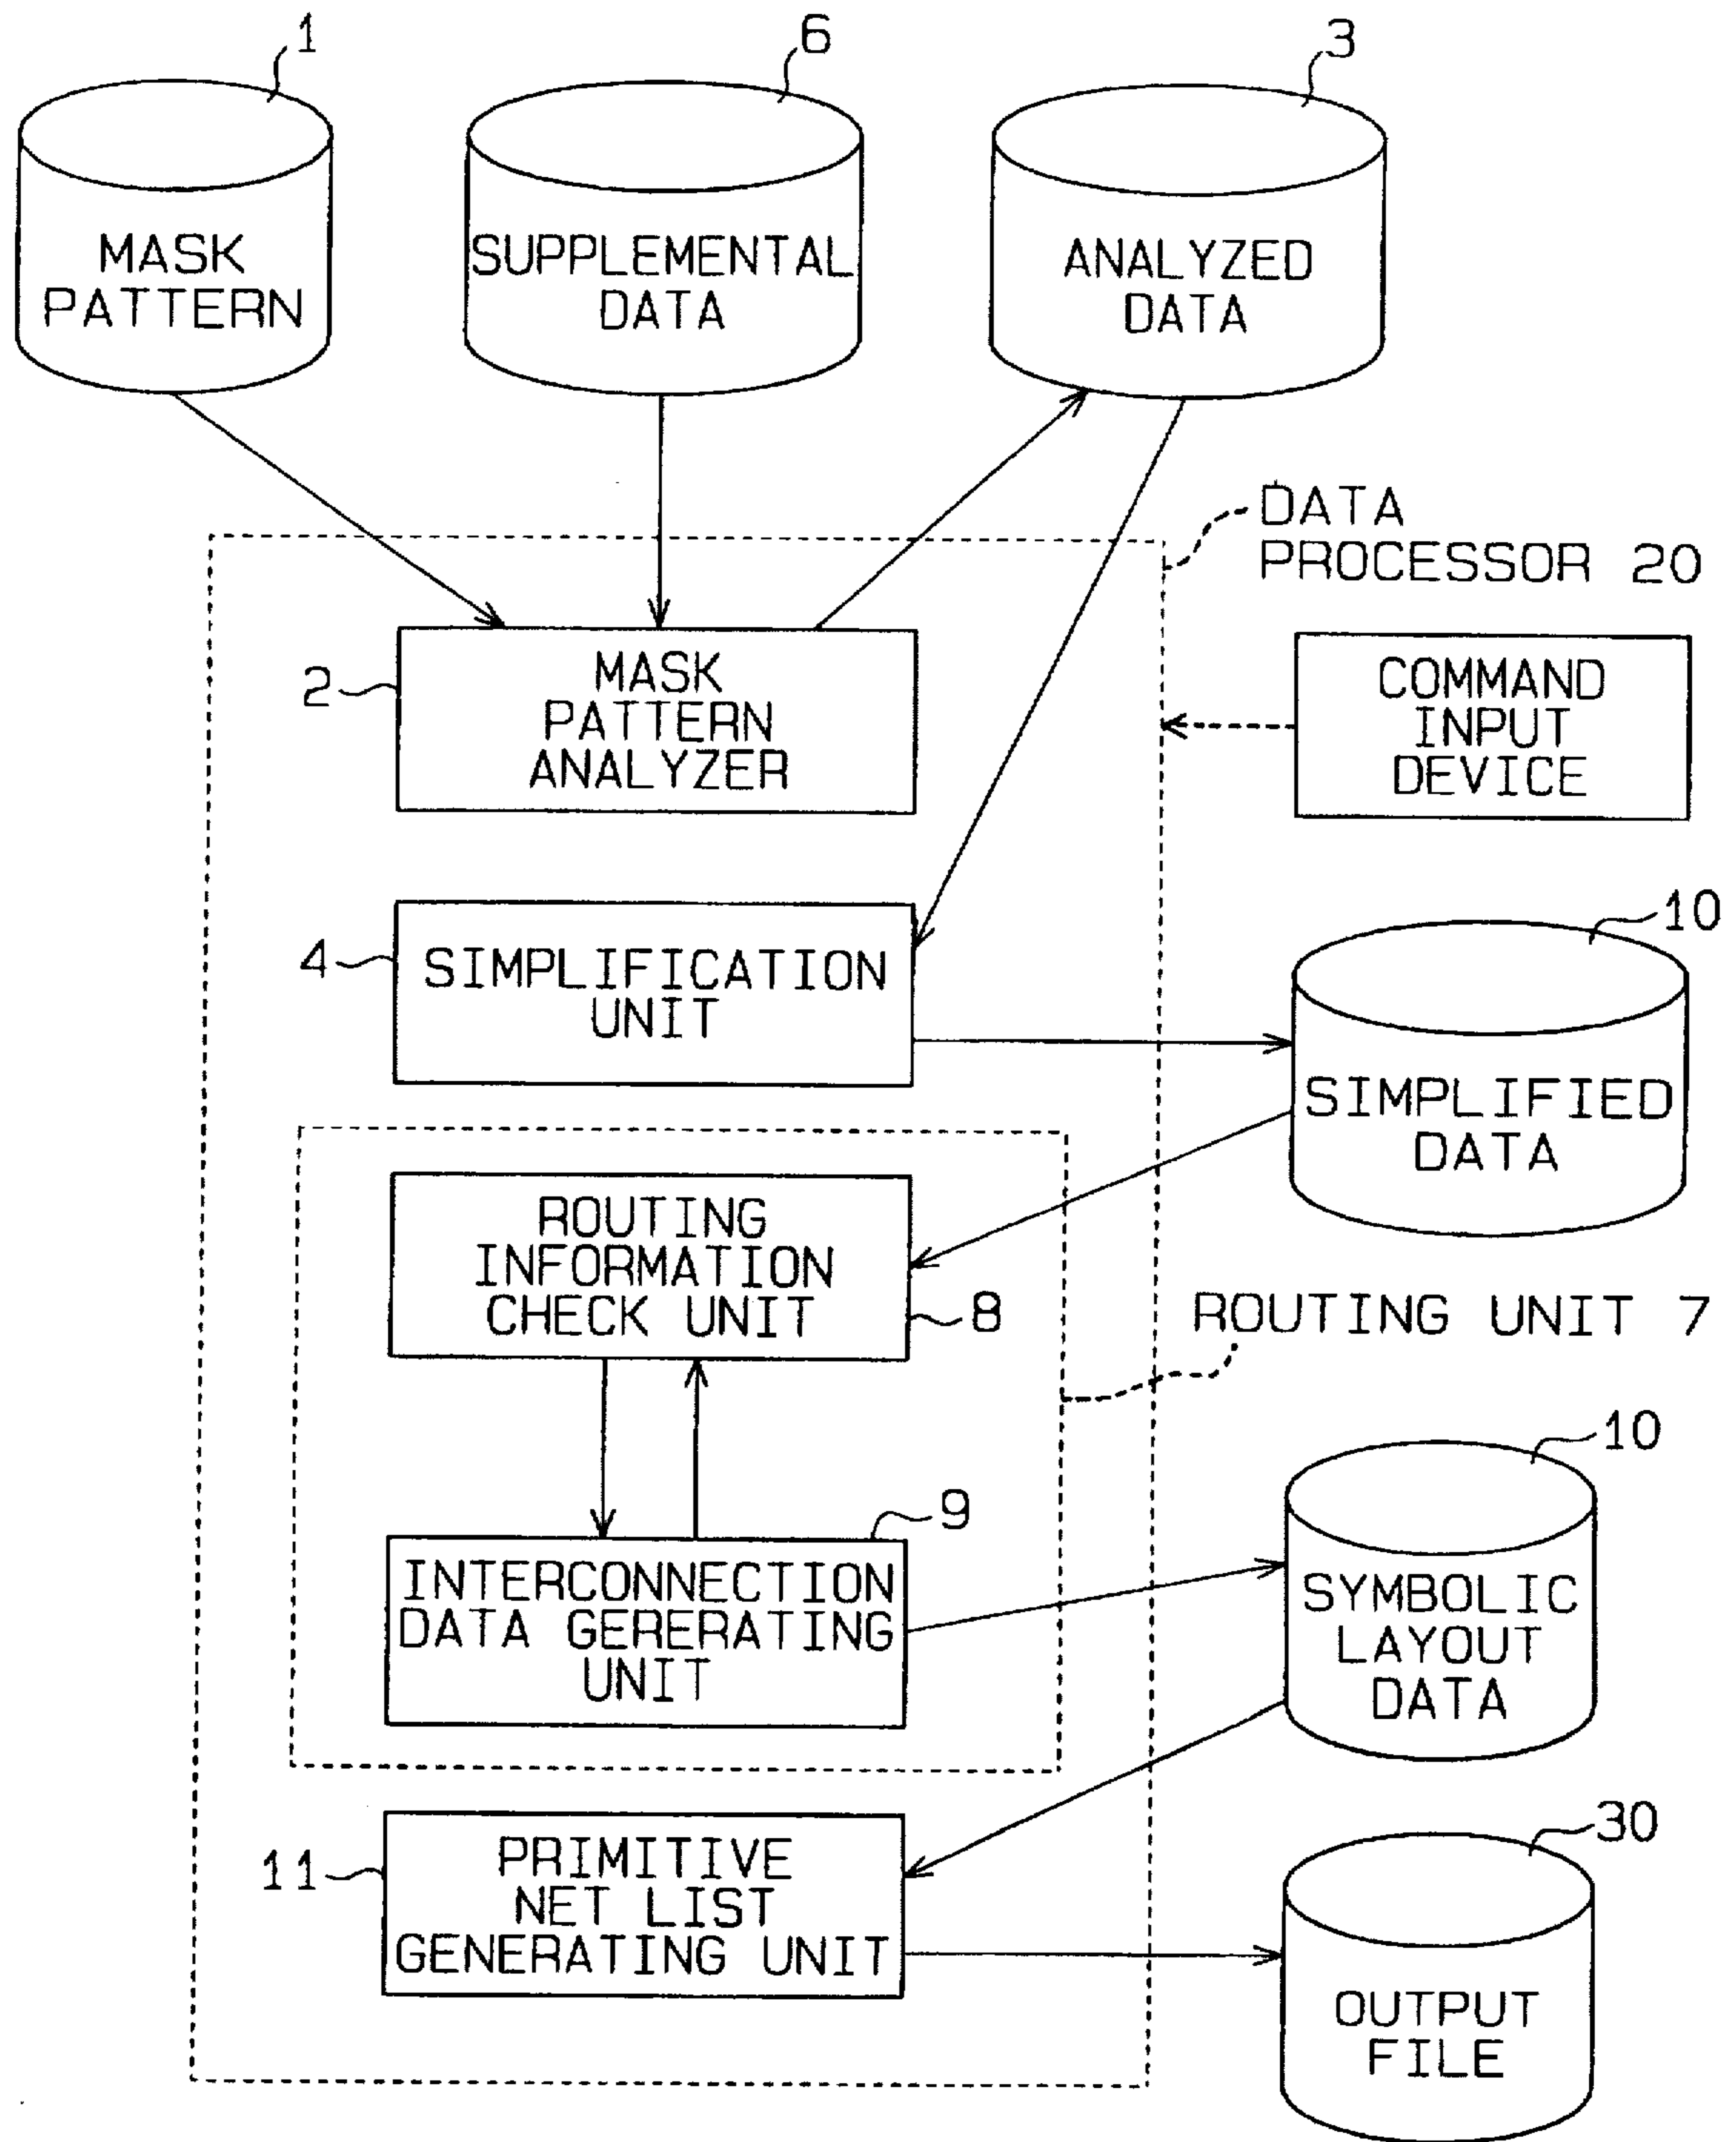 1
6
3
MASK
PATTERN
SUPPLEMENTAL
DATA
ANALYZED
DATA
DATA
PROCESSOR 20
2
MASK
PATTERN
ANALYZER
COMMAND
INPUT
DEVICE
4
SIMPLIFICATION
UNIT
10
SIMPLIFIED
DATA
ROUTING
INFORMATION
CHECK UNIT
8
ROUTING UNIT 7
9
INTERCONNECTION
DATA GERERATING
UNIT
10
SYMBOLIC
LAYOUT
DATA
11
PRIMITIVE
NET LIST
GENERATING UNIT
30
OUTPUT
FILE